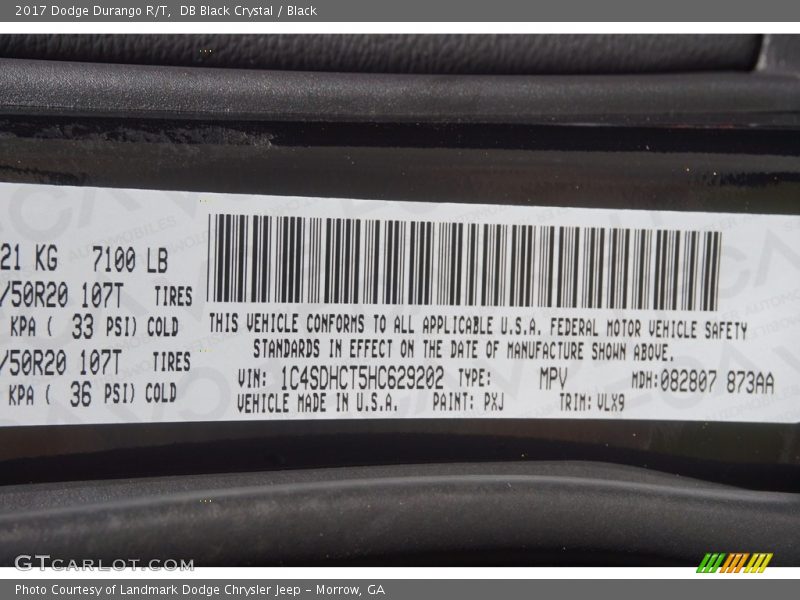 2017 Dodge Durango R/T,  DB Black Crystal / Black
21 KG   7100 LB
/50R20 107T   TIRES
KPA ( 33 PSI) COLD
/50R20 107T   TIRES
KPA ( 36 PSI) COLD
THIS VEHICLE CONFORMS TO ALL APPLICABLE U.S.A. FEDERAL MOTOR VEHICLE SAFETY
STANDARDS IN EFFECT ON THE DATE OF MANUFACTURE SHOWN ABOVE.
VIN: 1C4SDHCT5HC629202 TYPE: MPV MDH:082807 873AA
VEHICLE MADE IN U.S.A. PAINT: PXJ TRIM: VLX9
GTCARLOT.COM
Photo Courtesy of Landmark Dodge Chrysler Jeep – Morrow, GA